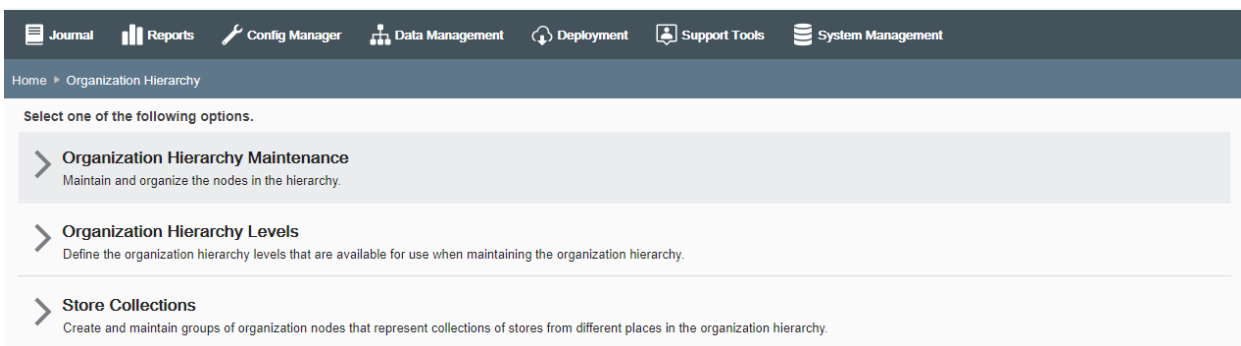 Journal Reports Config Manager Data Management Deployment Support Tools System Management
Home Organization Hierarchy
Select one of the following options.
Organization Hierarchy Maintenance
Maintain and organize the nodes in the hierarchy.
Organization Hierarchy Levels
Define the organization hierarchy levels that are available for use when maintaining the organization hierarchy.
Store Collections
Create and maintain groups of organization nodes that represent collections of stores from different places in the organization hierarchy.